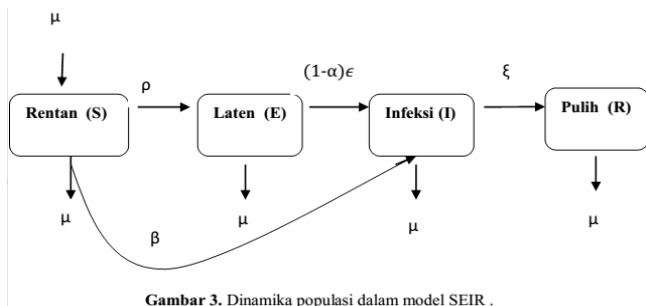 μ
ρ
(1-α)ϵ
ξ
Rentan (S)
Laten (E)
Infeksi (I)
Pulih (R)
μ
μ
μ
μ
β
Gambar 3. Dinamika populasi dalam model SEIR .